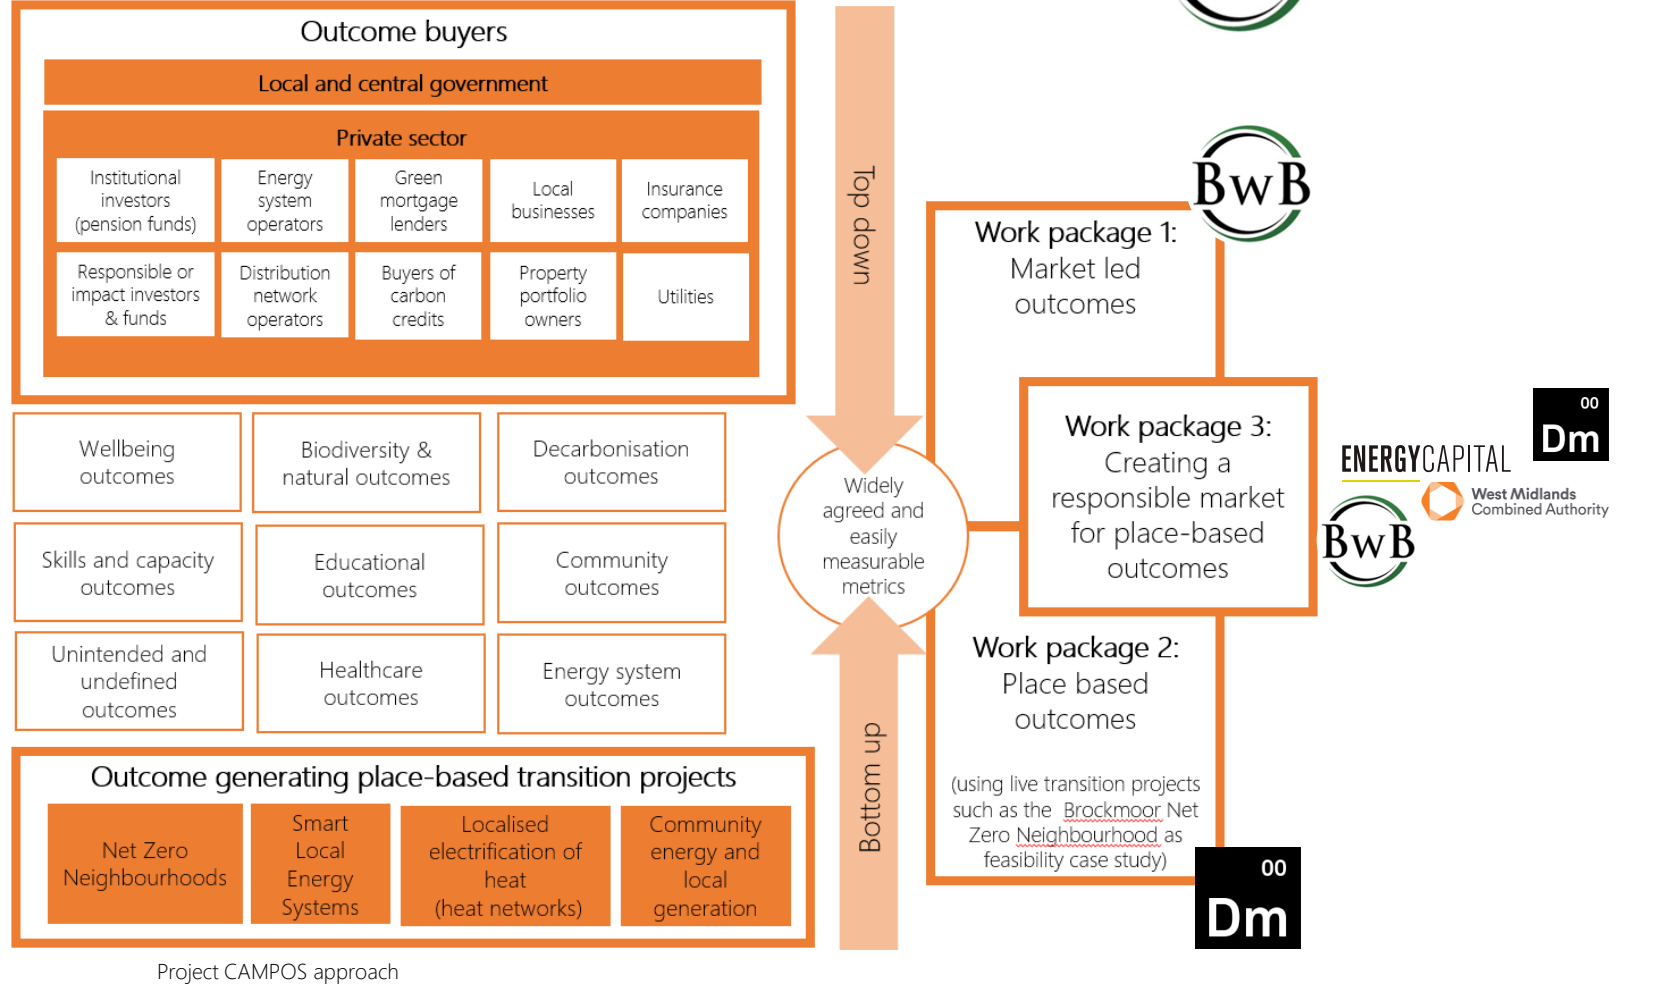 Outcome buyers
Local and central government
Private sector
Institutional
investors
(pension funds)
Energy
system
operators
Green
mortgage
lenders
Local
businesses
Insurance
companies
Responsible or
impact investors
& funds
Distribution
network
operators
Buyers of
carbon
credits
Property
portfolio
owners
Utilities
Wellbeing
outcomes
Biodiversity &
natural outcomes
Decarbonisation
outcomes
Skills and capacity
outcomes
Educational
outcomes
Community
outcomes
Unintended and
undefined
outcomes
Healthcare
outcomes
Energy system
outcomes
Outcome generating place-based transition projects
Net Zero
Neighbourhoods
Smart
Local
Energy
Systems
Localised
electrification of
heat
(heat networks)
Community
energy and
local
generation
Project CAMPOS approach
Top down
Widely
agreed and
easily
measurable
metrics
Bottom up
BwB
Work package 1:
Market led
outcomes
Work package 3:
Creating a
responsible market
for place-based
outcomes
00
Dm
ENERGYCAPITAL
West Midlands
Combined Authority
BwB
Work package 2:
Place based
outcomes
(using live transition projects
such as the Brockmoor Net
Zero Neighbourhood as
feasibility case study)
00
Dm